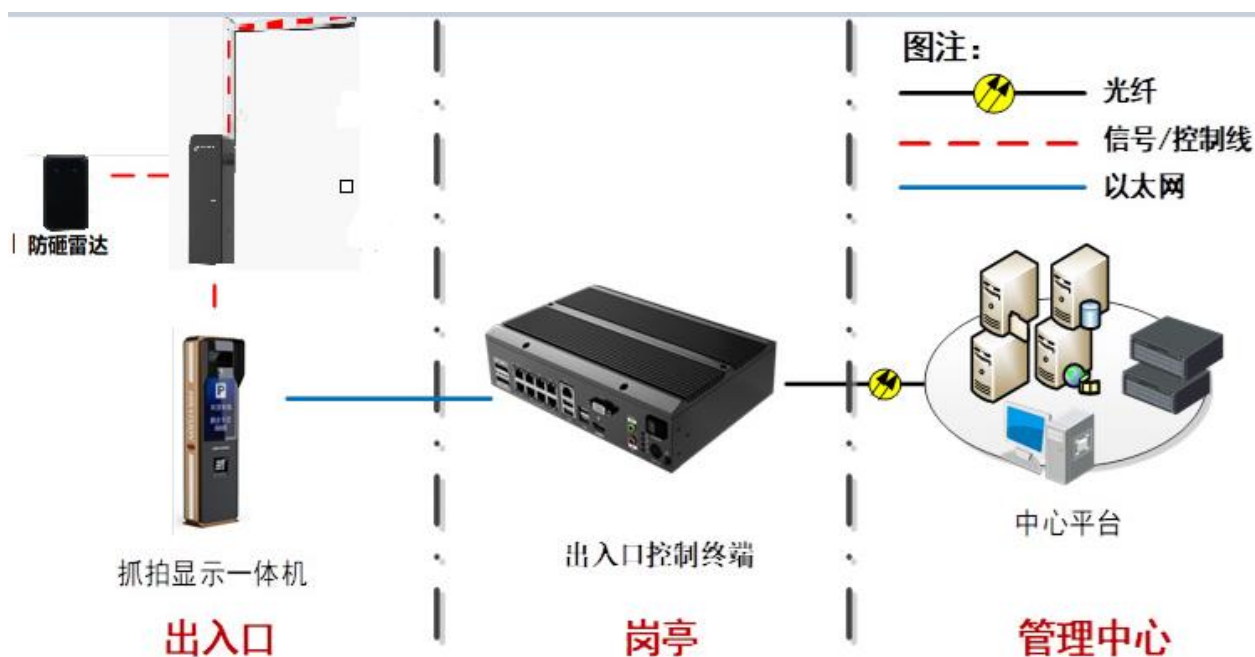 图注：
光纤
信号/控制线
以太网
防砸雷达
P
中心平台
出入口控制终端
抓拍显示一体机
出入口
岗亭
管理中心